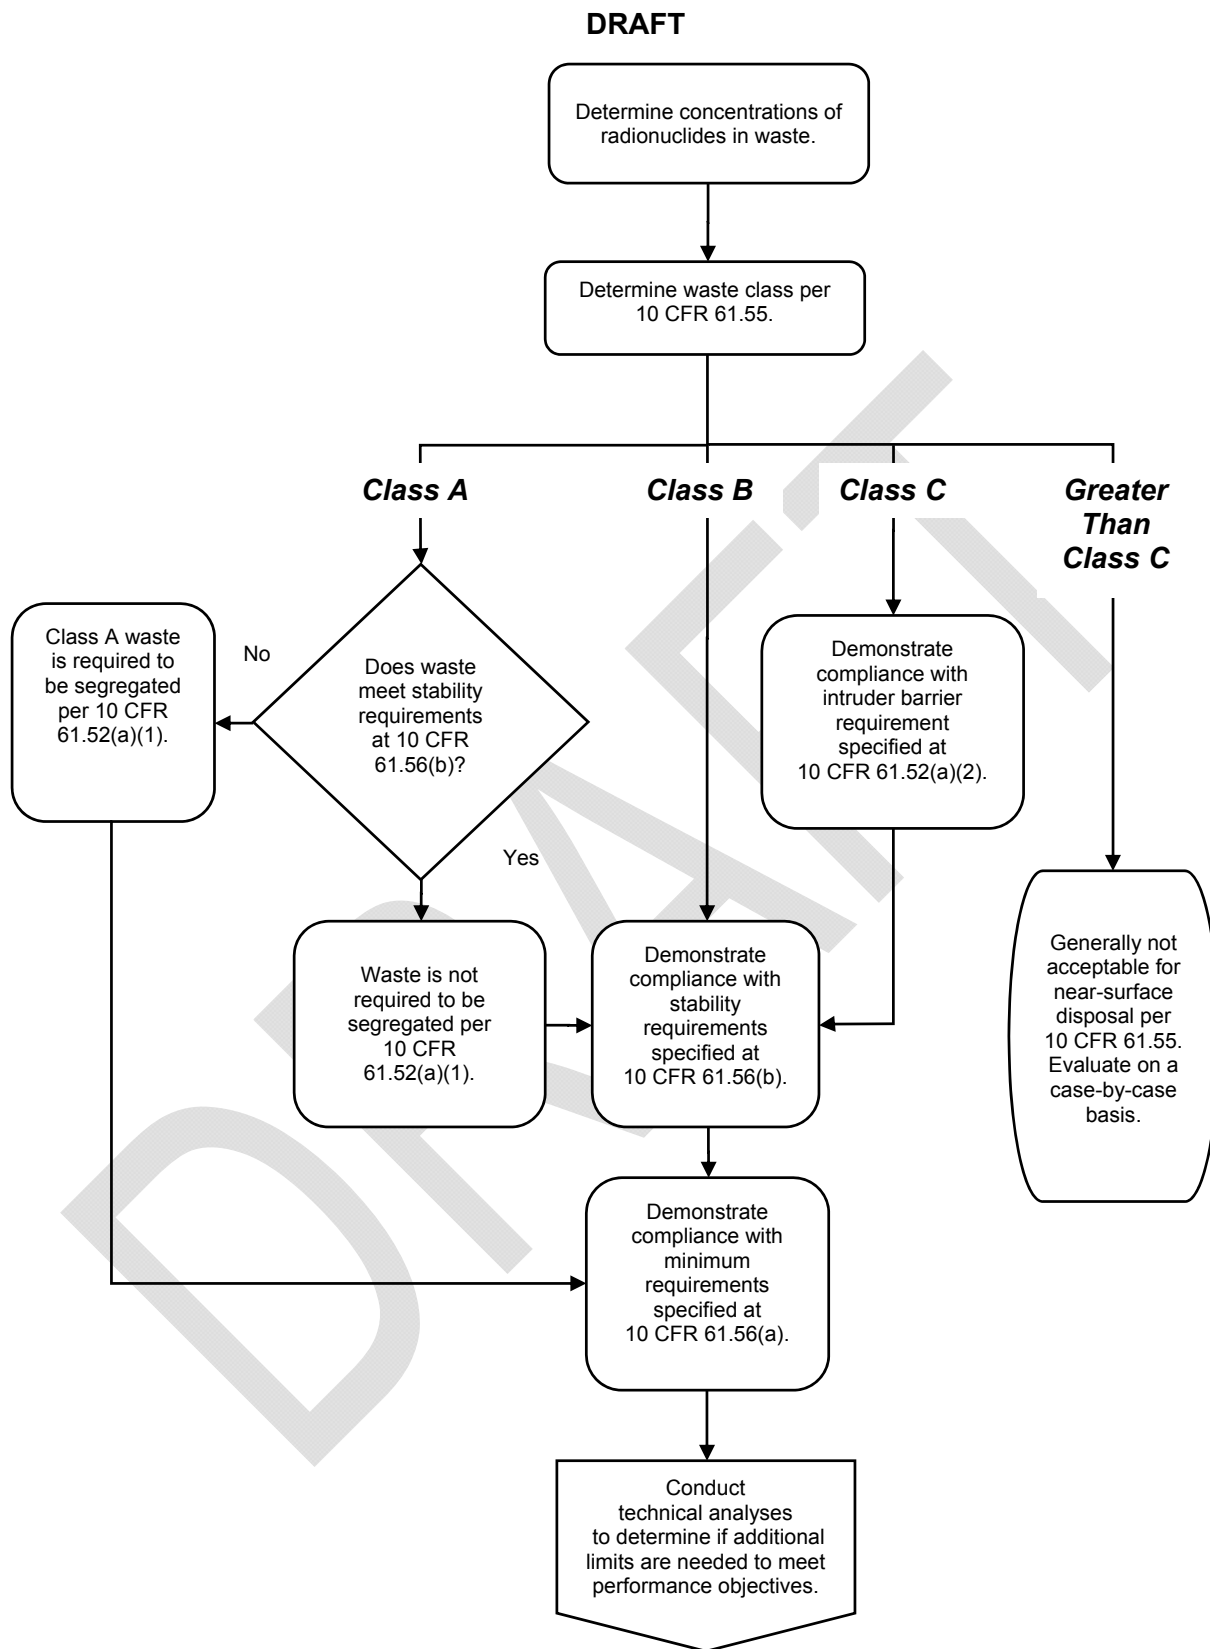 DRAFT
Determine concentrations of
radionuclides in waste.
Determine waste class per
10 CFR 61.55.
Class A
Class B
Class C
Greater
Than
Class C
Class A waste
is required to
be segregated
per 10 CFR
61.52(a)(1).
No
Does waste
meet stability
requirements
at 10 CFR
61.56(b)?
Yes
Demonstrate
compliance with
intruder barrier
requirement
specified at
10 CFR 61.52(a)(2).
Waste is not
required to be
segregated per
10 CFR
61.52(a)(1).
Demonstrate
compliance with
stability
requirements
specified at
10 CFR 61.56(b).
Generally not
acceptable for
near-surface
disposal per
10 CFR 61.55.
Evaluate on a
case-by-case
basis.
Demonstrate
compliance with
minimum
requirements
specified at
10 CFR 61.56(a).
Conduct
technical analyses
to determine if additional
limits are needed to meet
performance objectives.
DRAFT